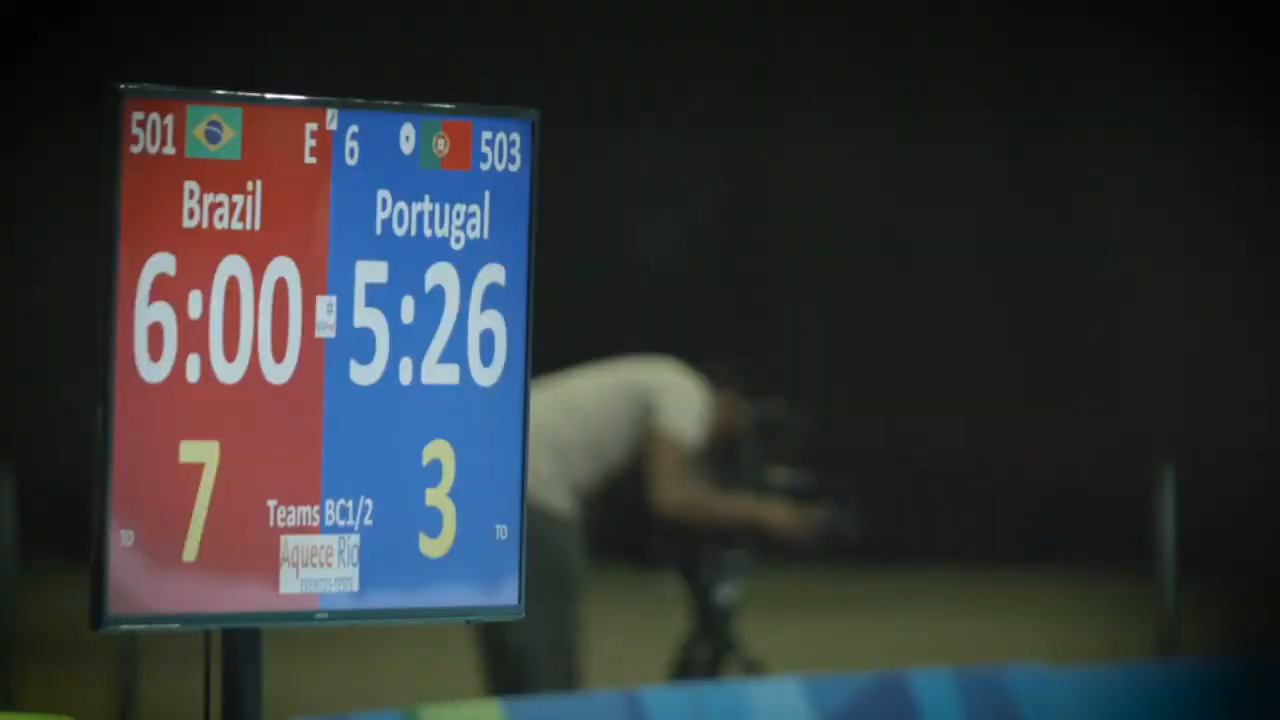 501 E 6 503
Brazil Portugal
6:00 5:26
7 3
Teams BC1/2
TO TO
Aquece Rio